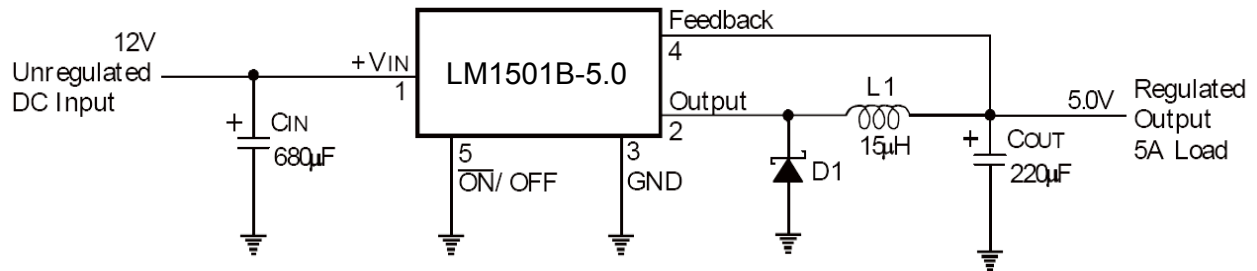 Feedback
4
12V
Unregulated
DC Input
+VIN
1
LM1501B-5.0
Output
2
L1
15µH
5.0V
Regulated
Output
5A Load
+
CIN
680µF
5
ON/ OFF
3
GND
D1
+
COUT
220µF